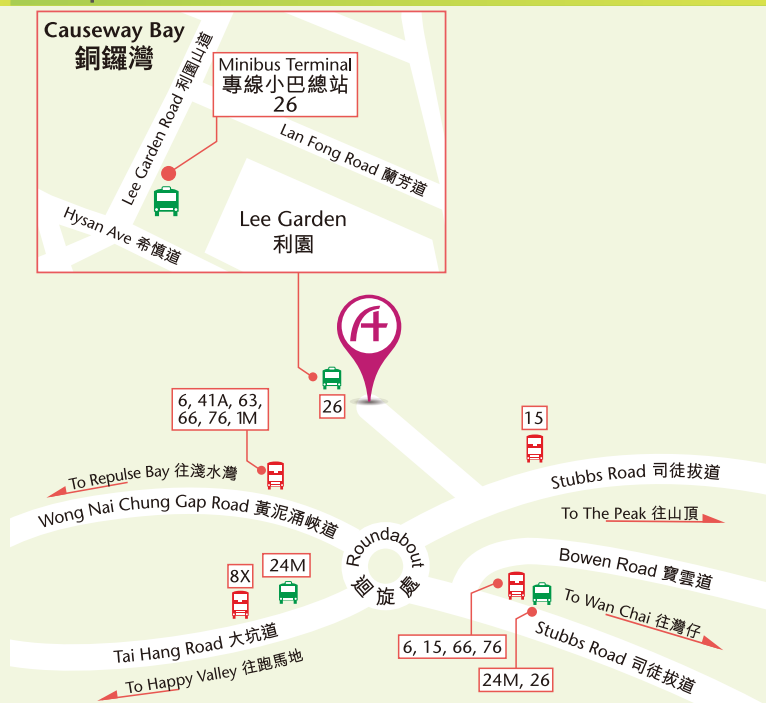 Causeway Bay
銅鑼灣
Minibus Terminal
專線小巴總站
26
Lee Garden Road 利園山道
Lan Fong Road 蘭芳道
Hysan Ave 希慎道
Lee Garden
利園
26
6, 41A, 63,
66, 76, 1M
15
To Repulse Bay 往淺水灣
Stubbs Road 司徒拔道
Wong Nai Chung Gap Road 黃泥涌峽道
To The Peak 往山頂
Roundabout
迴旋處
Bowen Road 寶雲道
8X
24M
To Wan Chai 往灣仔
6, 15, 66, 76
Stubbs Road 司徒拔道
24M, 26
Tai Hang Road 大坑道
To Happy Valley 往跑馬地